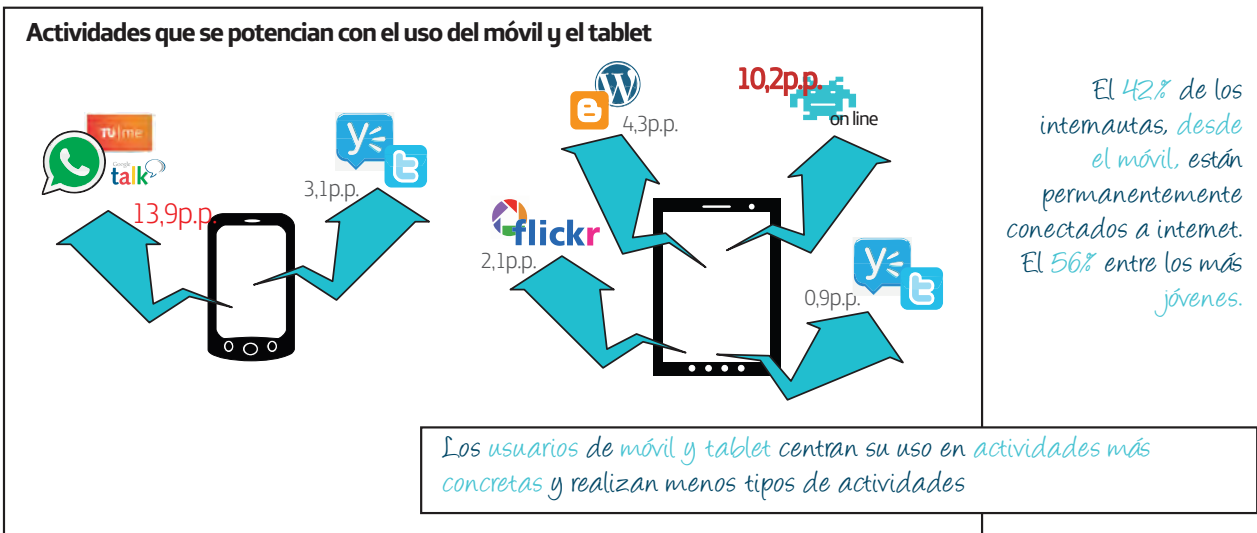 Actividades que se potencian con el uso del móvil y el tablet
TU me
Google
talk
13,9p.p.
y
t
3,1p.p.
W
B
4,3p.p.
10,2p.p.
on line
flickr
2,1p.p.
y
t
0,9p.p.
El 42% de los
internautas, desde
el móvil, están
permanentemente
conectados a internet.
El 56% entre los más
jóvenes.
Los usuarios de móvil y tablet centran su uso en actividades más
concretas y realizan menos tipos de actividades